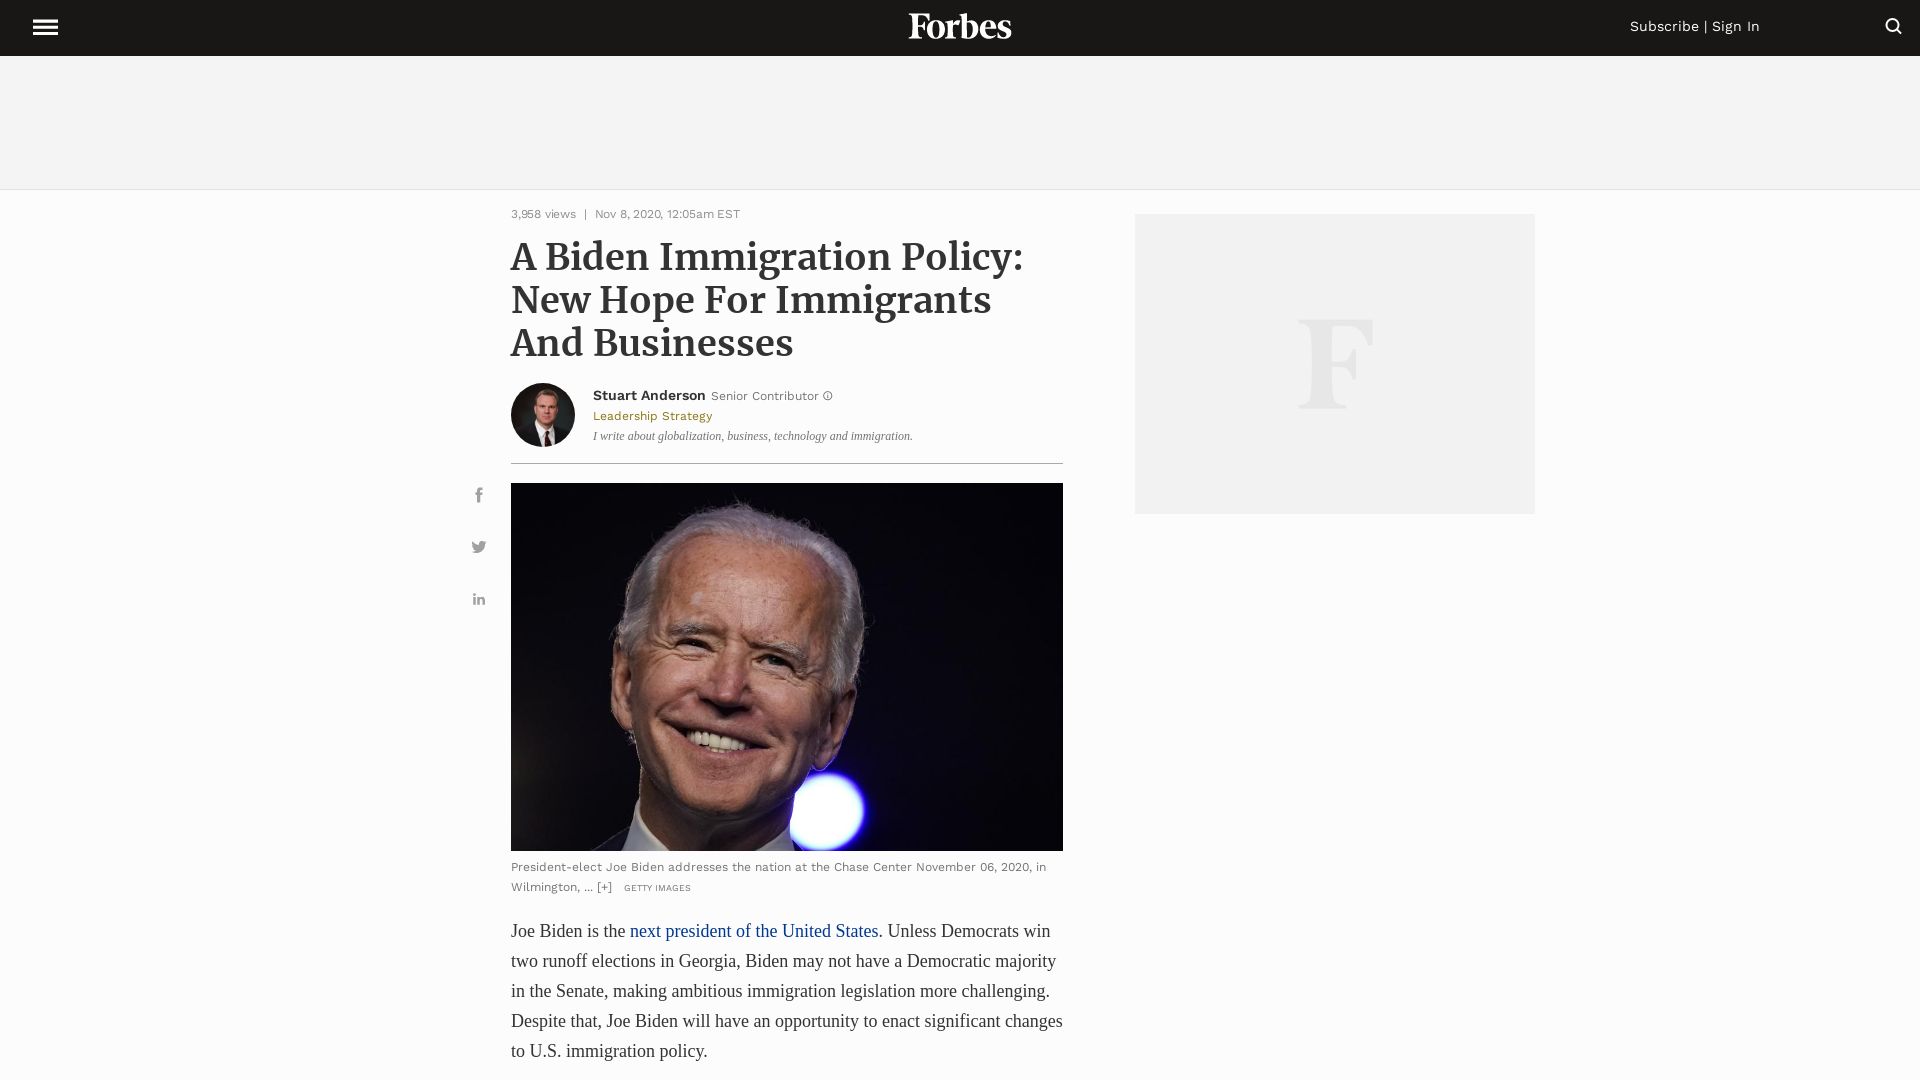 Forbes
Subscribe | Sign In
3,958 views | Nov 8, 2020, 12:05am EST
A Biden Immigration Policy:
New Hope For Immigrants
And Businesses
Stuart Anderson Senior Contributor
Leadership Strategy
I write about globalization, business, technology and immigration.
F
President-elect Joe Biden addresses the nation at the Chase Center November 06, 2020, in
Wilmington, ... [+] GETTY IMAGES
Joe Biden is the next president of the United States. Unless Democrats win
two runoff elections in Georgia, Biden may not have a Democratic majority
in the Senate, making ambitious immigration legislation more challenging.
Despite that, Joe Biden will have an opportunity to enact significant changes
to U.S. immigration policy.